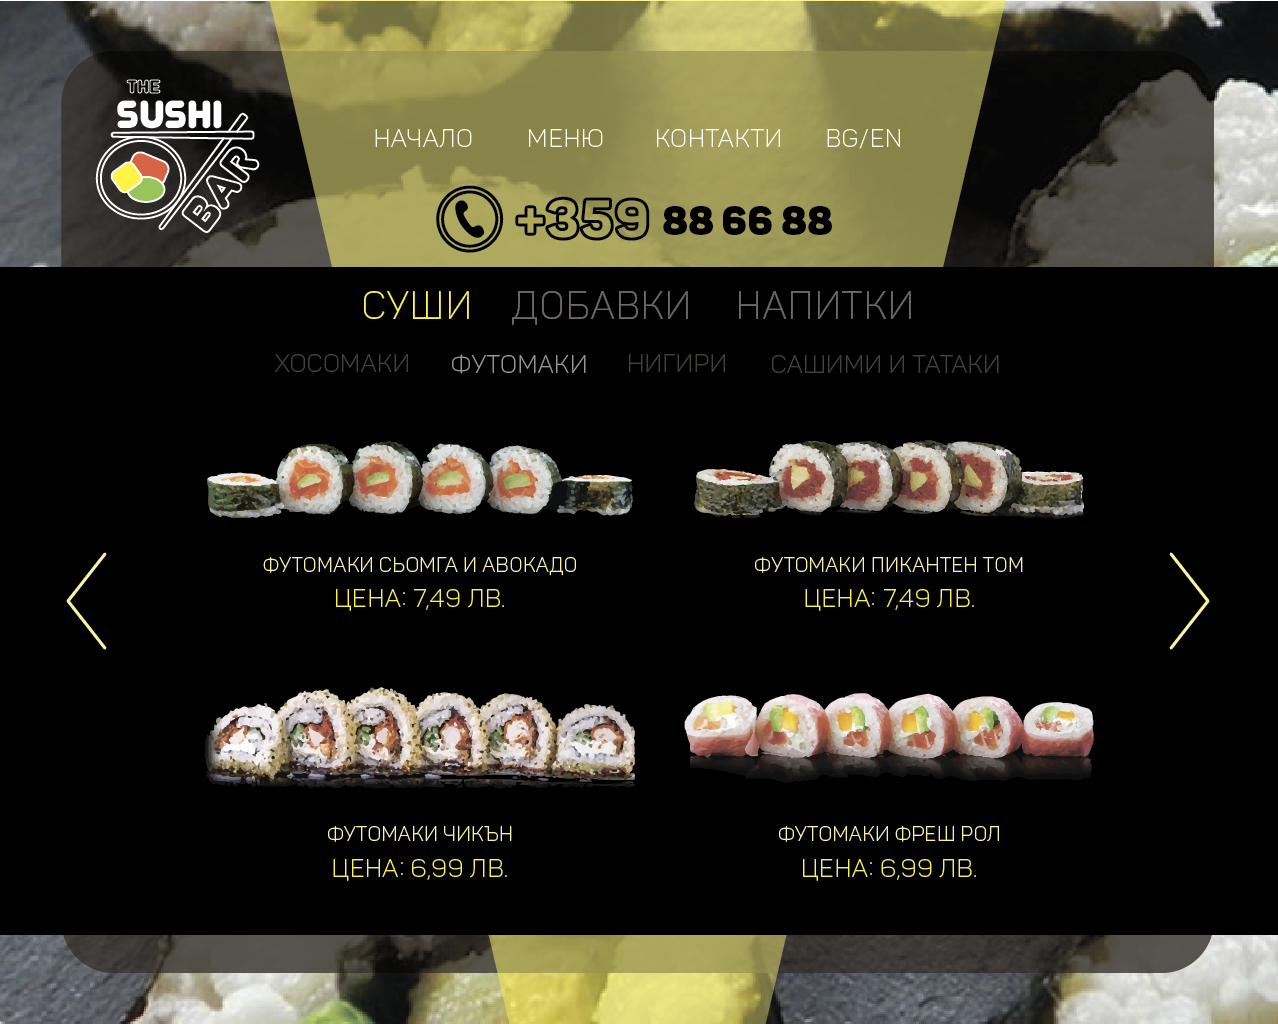 THE
SUSHI
BAR
НАЧАЛО МЕНЮ КОНТАКТИ BG/EN
+359 88 66 88
СУШИ ДОБАВКИ НАПИТКИ
ХОСОМАКИ ФУТОМАКИ НИГИРИ САШИМИ И ТАТАКИ
ФУТОМАКИ СЬОМГА И АВОКАДО
ЦЕНА: 7,49 ЛВ.
ФУТОМАКИ ПИКАНТЕН ТОМ
ЦЕНА: 7,49 ЛВ.
ФУТОМАКИ ЧИКЪН
ЦЕНА: 6,99 ЛВ.
ФУТОМАКИ ФРЕШ РОЛ
ЦЕНА: 6,99 ЛВ.